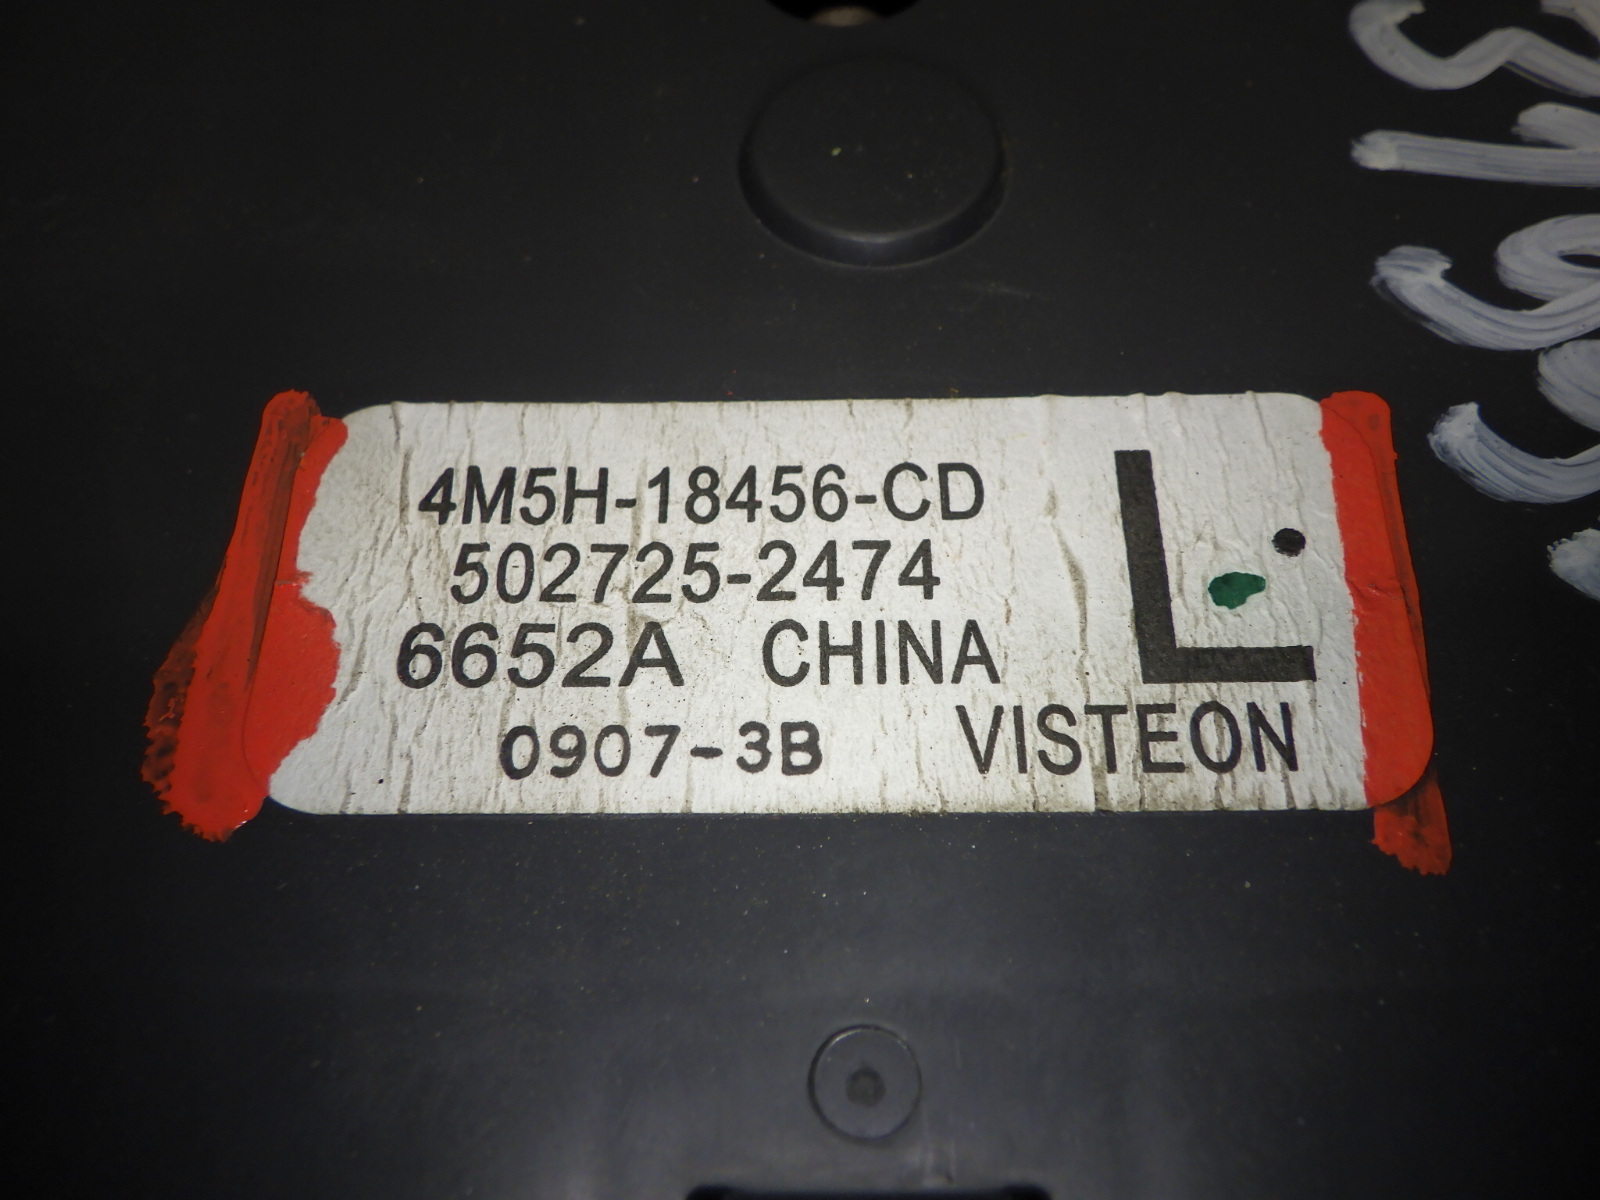 4M5H-18456-CD
502725-2474
6652A CHINA L
0907-3B VISTEON